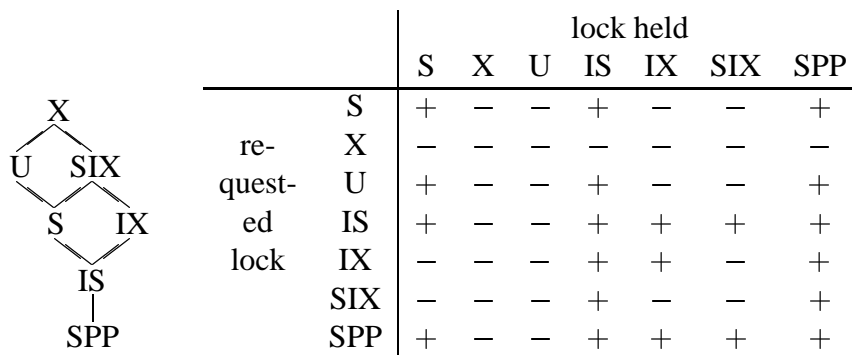 lock held
S X U IS IX SIX SPP
S + − − + − − +
re- X − − − − − − −
quest- U + − − + − − +
ed IS + − − + + + +
lock IX − − − + + − +
SIX − − − + − − +
SPP + − − + + + +
X
U SIX
S IX
IS
SPP